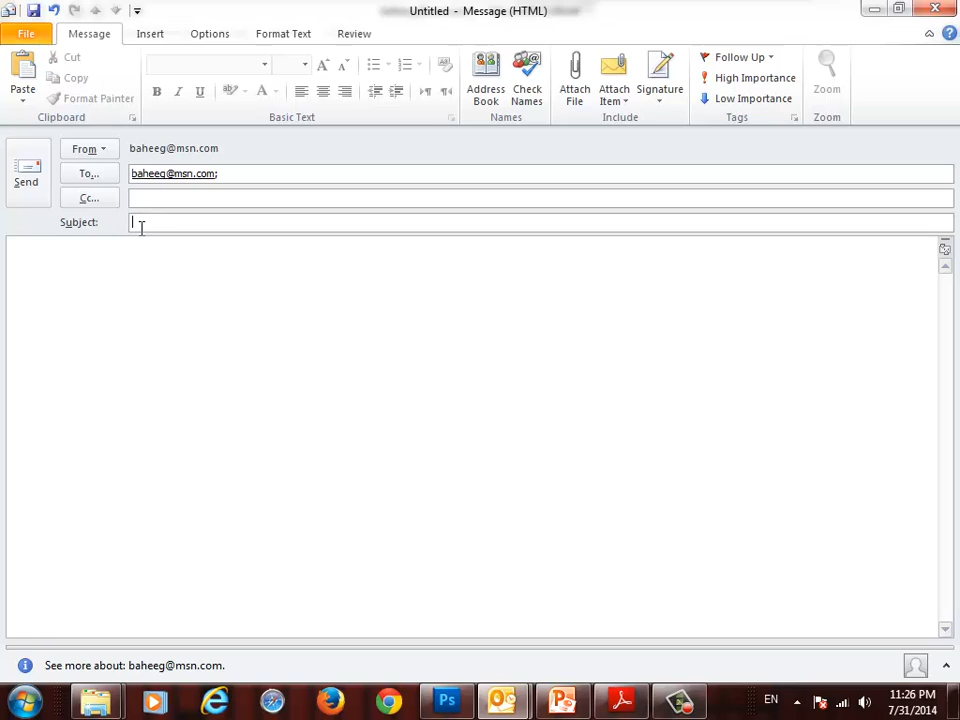 Untitled - Message (HTML)
File Message Insert Options Format Text Review
Paste
Cut
Copy
Format Painter
Clipboard
B I U A
Basic Text
Address Book
Check Names
Names
Attach File
Attach Item
Signature
Include
Follow Up
High Importance
Low Importance
Tags
Zoom
Zoom
Send
From baheeg@msn.com
To... baheeg@msn.com;
Cc...
Subject:
See more about: baheeg@msn.com.
Ps
EN
11:26 PM
7/31/2014